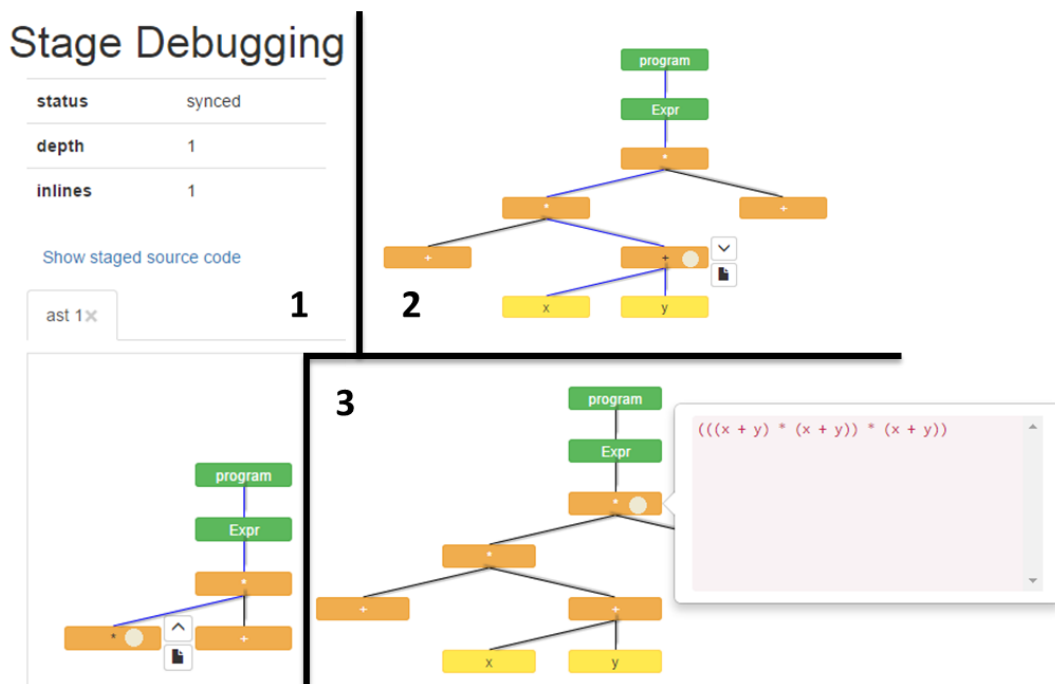 Stage Debugging
status synced
depth 1
inlines 1
Show staged source code
ast 1×
1
program
Expr
*
* +
2
program
Expr
*
* +
+ +
x y
3
program
Expr
*
*
+ +
x y
(((x + y) * (x + y)) * (x + y))